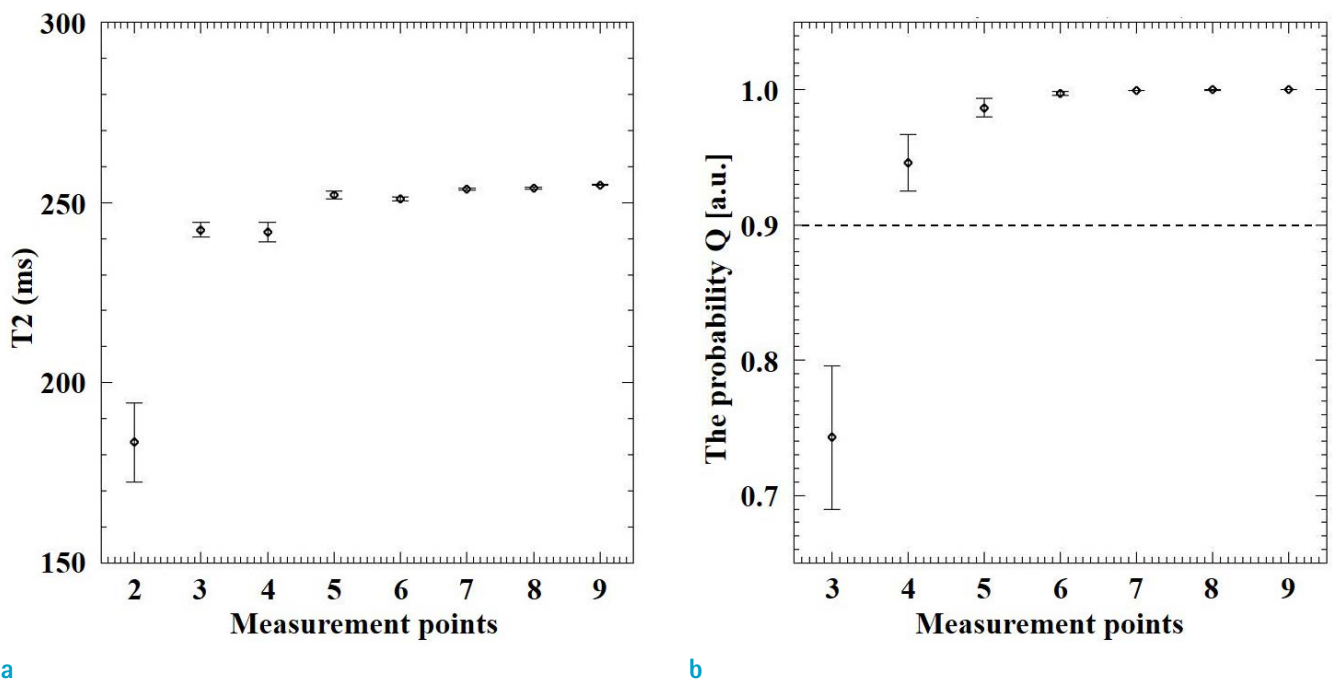 300
250
200
150
T2 (ms)
2 3 4 5 6 7 8 9
Measurement points
a
1.0
0.9
0.8
0.7
The probability Q [a.u.]
3 4 5 6 7 8 9
Measurement points
b